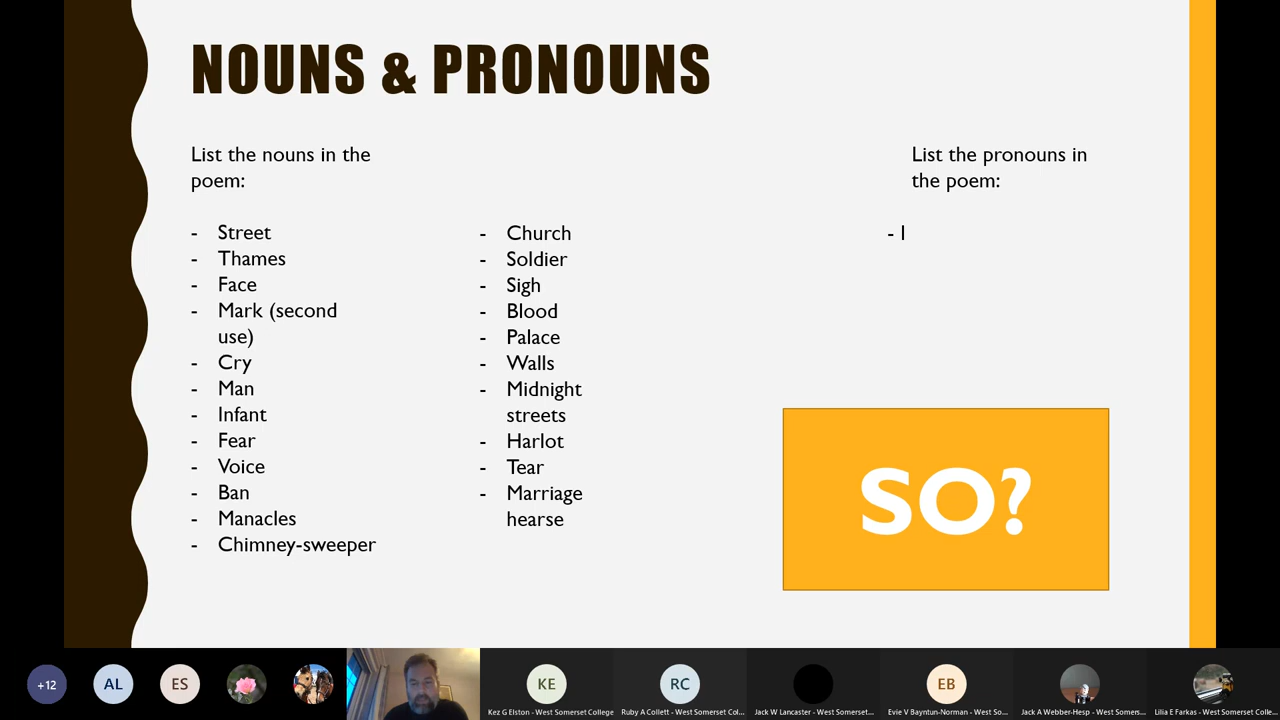 NOUNS & PRONOUNS
List the nouns in the
poem:
- Street
- Thames
- Face
- Mark (second
use)
- Cry
- Man
- Infant
- Fear
- Voice
- Ban
- Manacles
- Chimney-sweeper
- Church
- Soldier
- Sigh
- Blood
- Palace
- Walls
- Midnight
streets
- Harlot
- Tear
- Marriage
hearse
List the pronouns in
the poem:
- I
SO?
+12
AL
ES
KE
Kez G Elston - West Somerset College
RC
Ruby A Collett - West Somerset Col...
Jack W Lancaster - West Somerset...
EB
Evie V Bayntun-Norman - West So...
Jack A Webber-Hesp - West Somers...
Lilia E Farkas - West Somerset Colle...